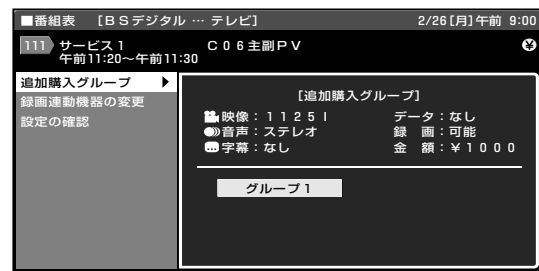 ■番組表 [BSデジタル … テレビ] 2/26[月]午前 9:00
111 サービス1 C06主副PV ¥
午前11:20～午前11:30
追加購入グループ ▶
録画連動機器の変更
設定の確認
[追加購入グループ]
映像：1125I データ：なし
音声：ステレオ 録 画：可能
字幕：なし 金 額：¥1000
グループ1